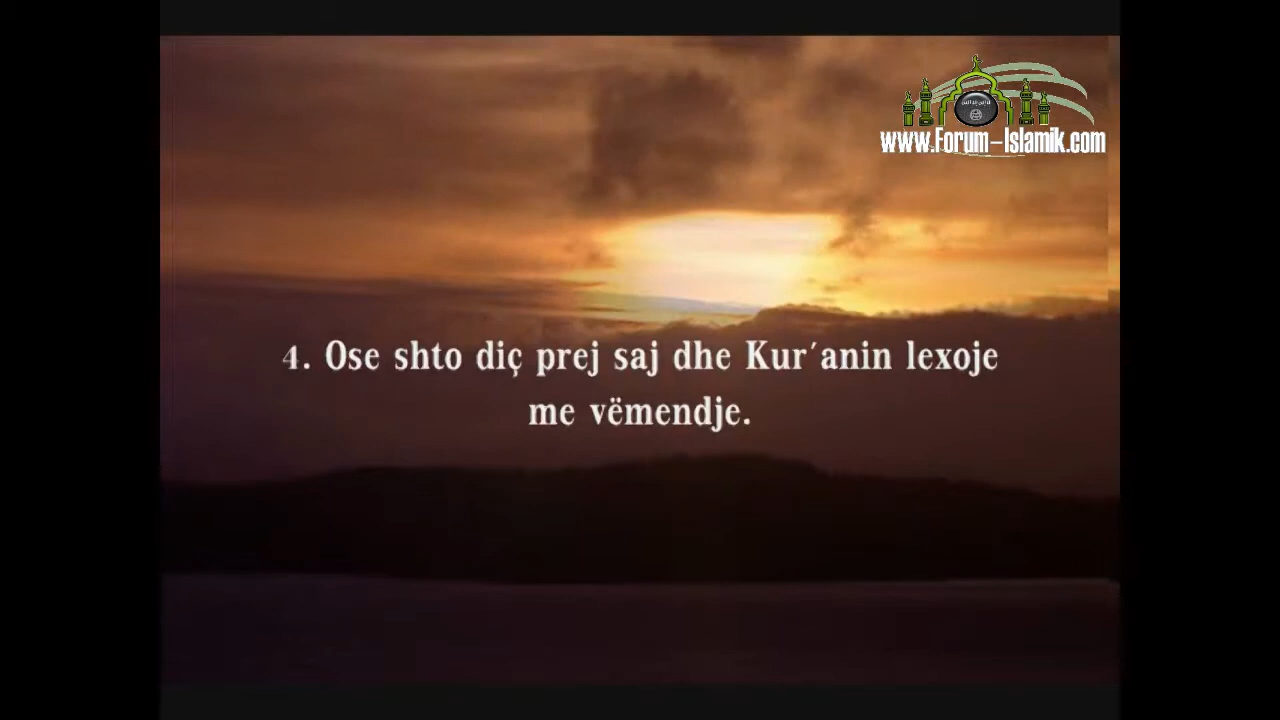 www.Forum-Islamik.com
4. Ose shto diç prej saj dhe Kur´anin lexoje
me vëmendje.